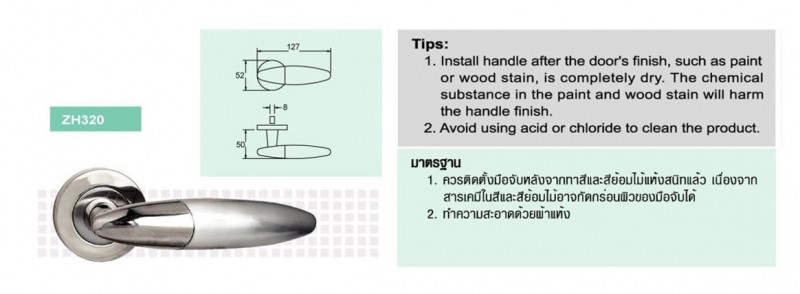 ZH320
127
52
8
50
Tips:
1. Install handle after the door's finish, such as paint
or wood stain, is completely dry. The chemical
substance in the paint and wood stain will harm
the handle finish.
2. Avoid using acid or chloride to clean the product.
มาตรฐาน
1. ควรติดตั้งมือจับหลังจากทาสีและสีย้อมไม้แห้งสนิทแล้ว เนื่องจาก
สารเคมีในสีและสีย้อมไม้อาจกัดกร่อนผิวของมือจับได้
2. ทำความสะอาดด้วยผ้าแห้ง